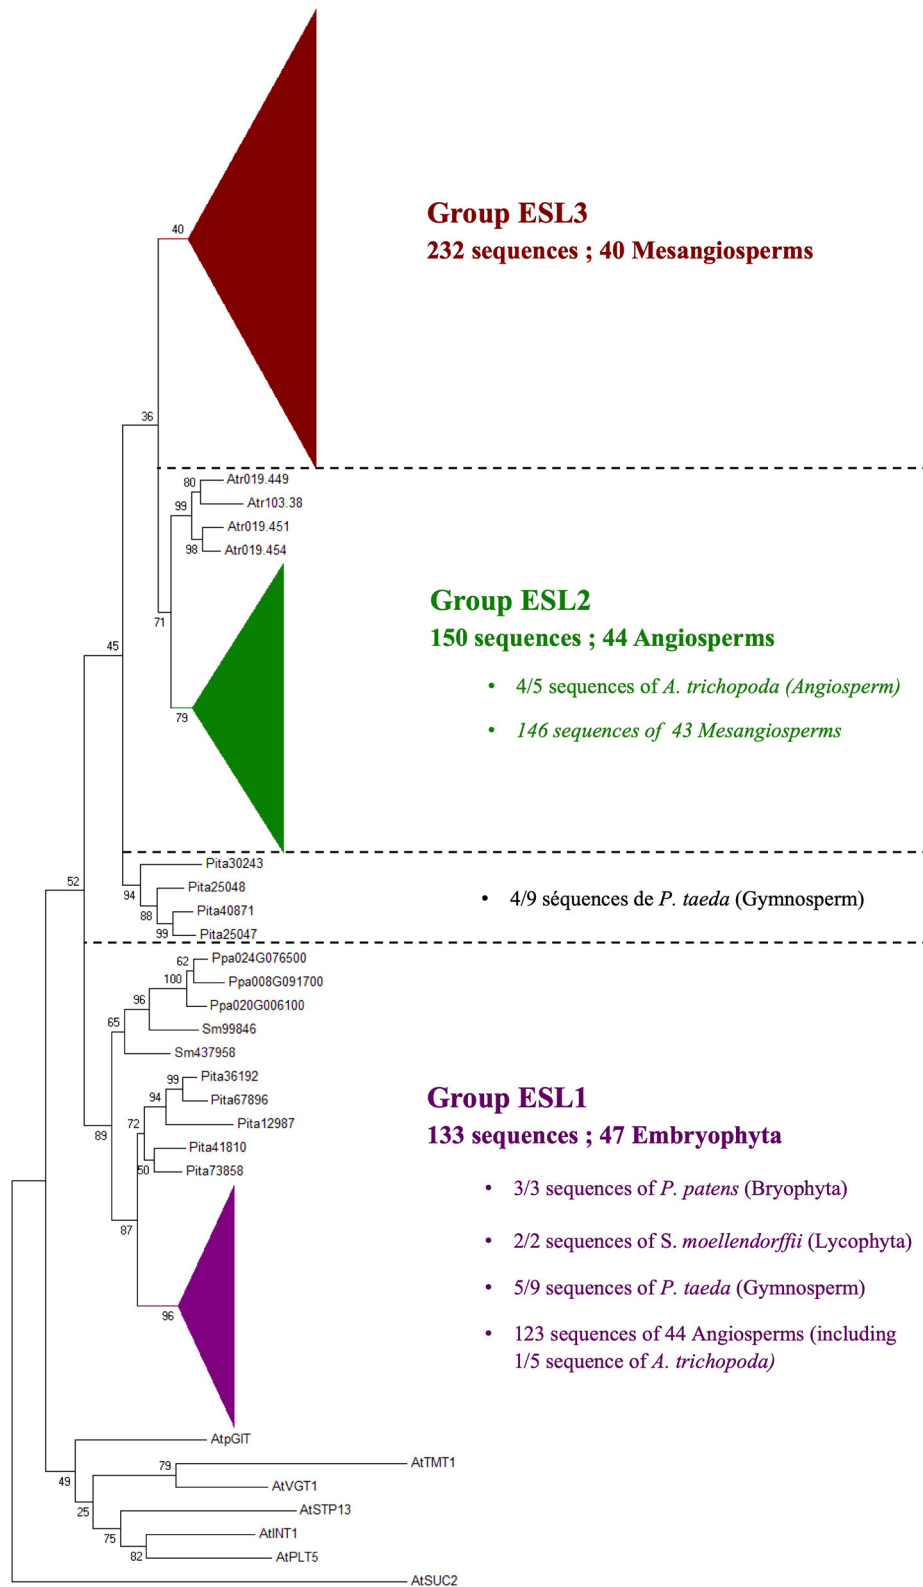 40
Group ESL3
232 sequences ; 40 Mesangiosperms
36
80
Atr019.449
Atr103.38
99
Atr019.451
98
Atr019.454
Group ESL2
150 sequences ; 44 Angiosperms
• 4/5 sequences of A. trichopoda (Angiosperm)
• 146 sequences of 43 Mesangiosperms
71
45
79
Pita30243
94
Pita25048
88
Pita40871
99
Pita25047
• 4/9 séquences de P. taeda (Gymnosperm)
52
62
Ppa024G076500
100
Ppa008G091700
96
Ppa020G006100
65
Sm99846
Sm437958
99
Pita36192
94
Pita67896
72
Pita12987
Pita41810
50
Pita73858
89
87
96
Group ESL1
133 sequences ; 47 Embryophyta
• 3/3 sequences of P. patens (Bryophyta)
• 2/2 sequences of S. moellendorffii (Lycophyta)
• 5/9 sequences of P. taeda (Gymnosperm)
• 123 sequences of 44 Angiosperms (including
1/5 sequence of A. trichopoda)
AtpGIT
79
AtTMT1
49
AtVGT1
25
AtSTP13
75
AtINT1
82
AtPLT5
AtSUC2